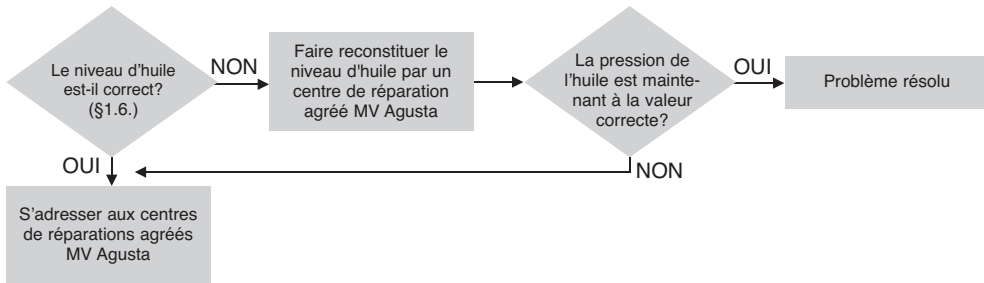 Le niveau d'huile
est-il correct?
(§1.6.)
NON
Faire reconstituer le
niveau d'huile par un
centre de réparation
agréé MV Agusta
La pression de
l'huile est mainte-
nant à la valeur
correcte?
OUI
Problème résolu
OUI
NON
S'adresser aux centres
de réparations agréés
MV Agusta